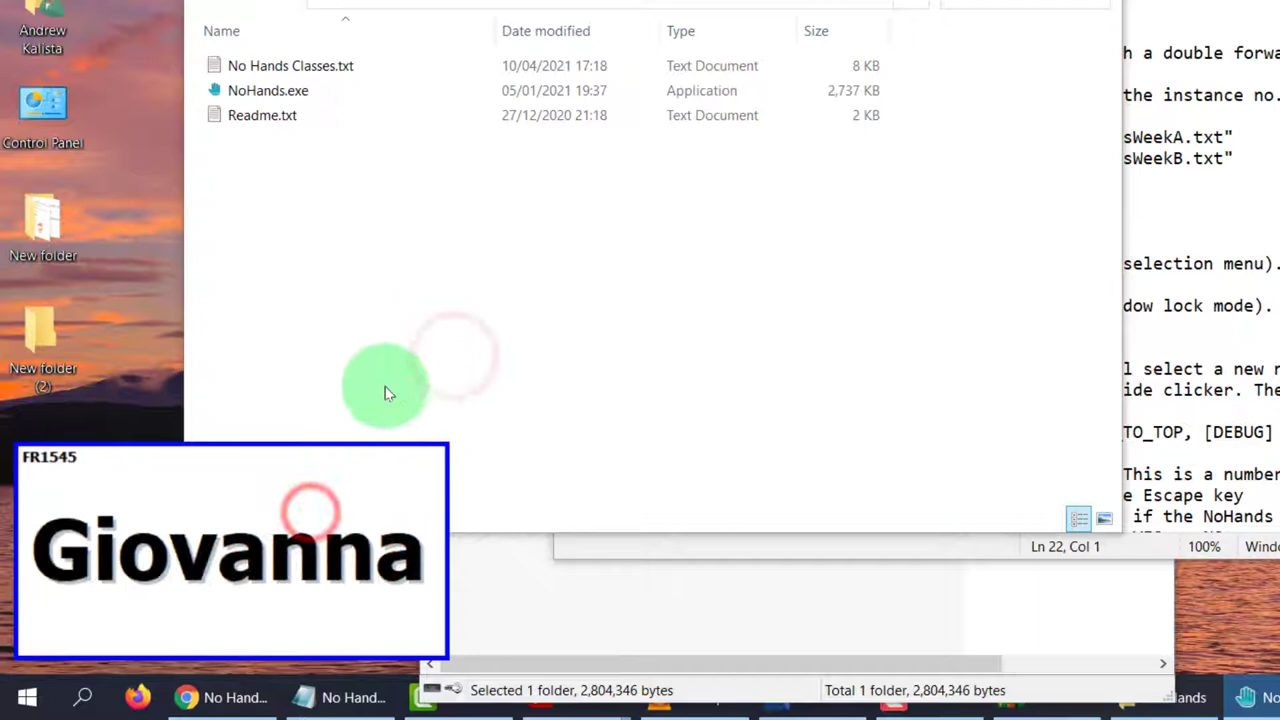 Andrew
Kalista
Control Panel
New folder
New folder
(2)
Name Date modified Type Size
No Hands Classes.txt 10/04/2021 17:18 Text Document 8 KB
NoHands.exe 05/01/2021 19:37 Application 2,737 KB
Readme.txt 27/12/2020 21:18 Text Document 2 KB
h a double forwa
the instance no.
sWeekA.txt"
sWeekB.txt"
selection menu).
dow lock mode).
l select a new n
ide clicker. The
TO_TOP, [DEBUG]
This is a number
e Escape key
if the NoHands
Ln 22, Col 1 100% Windo
FR1545
Giovanna
Selected 1 folder, 2,804,346 bytes Total 1 folder, 2,804,346 bytes
No Hand... No Hand... ands No